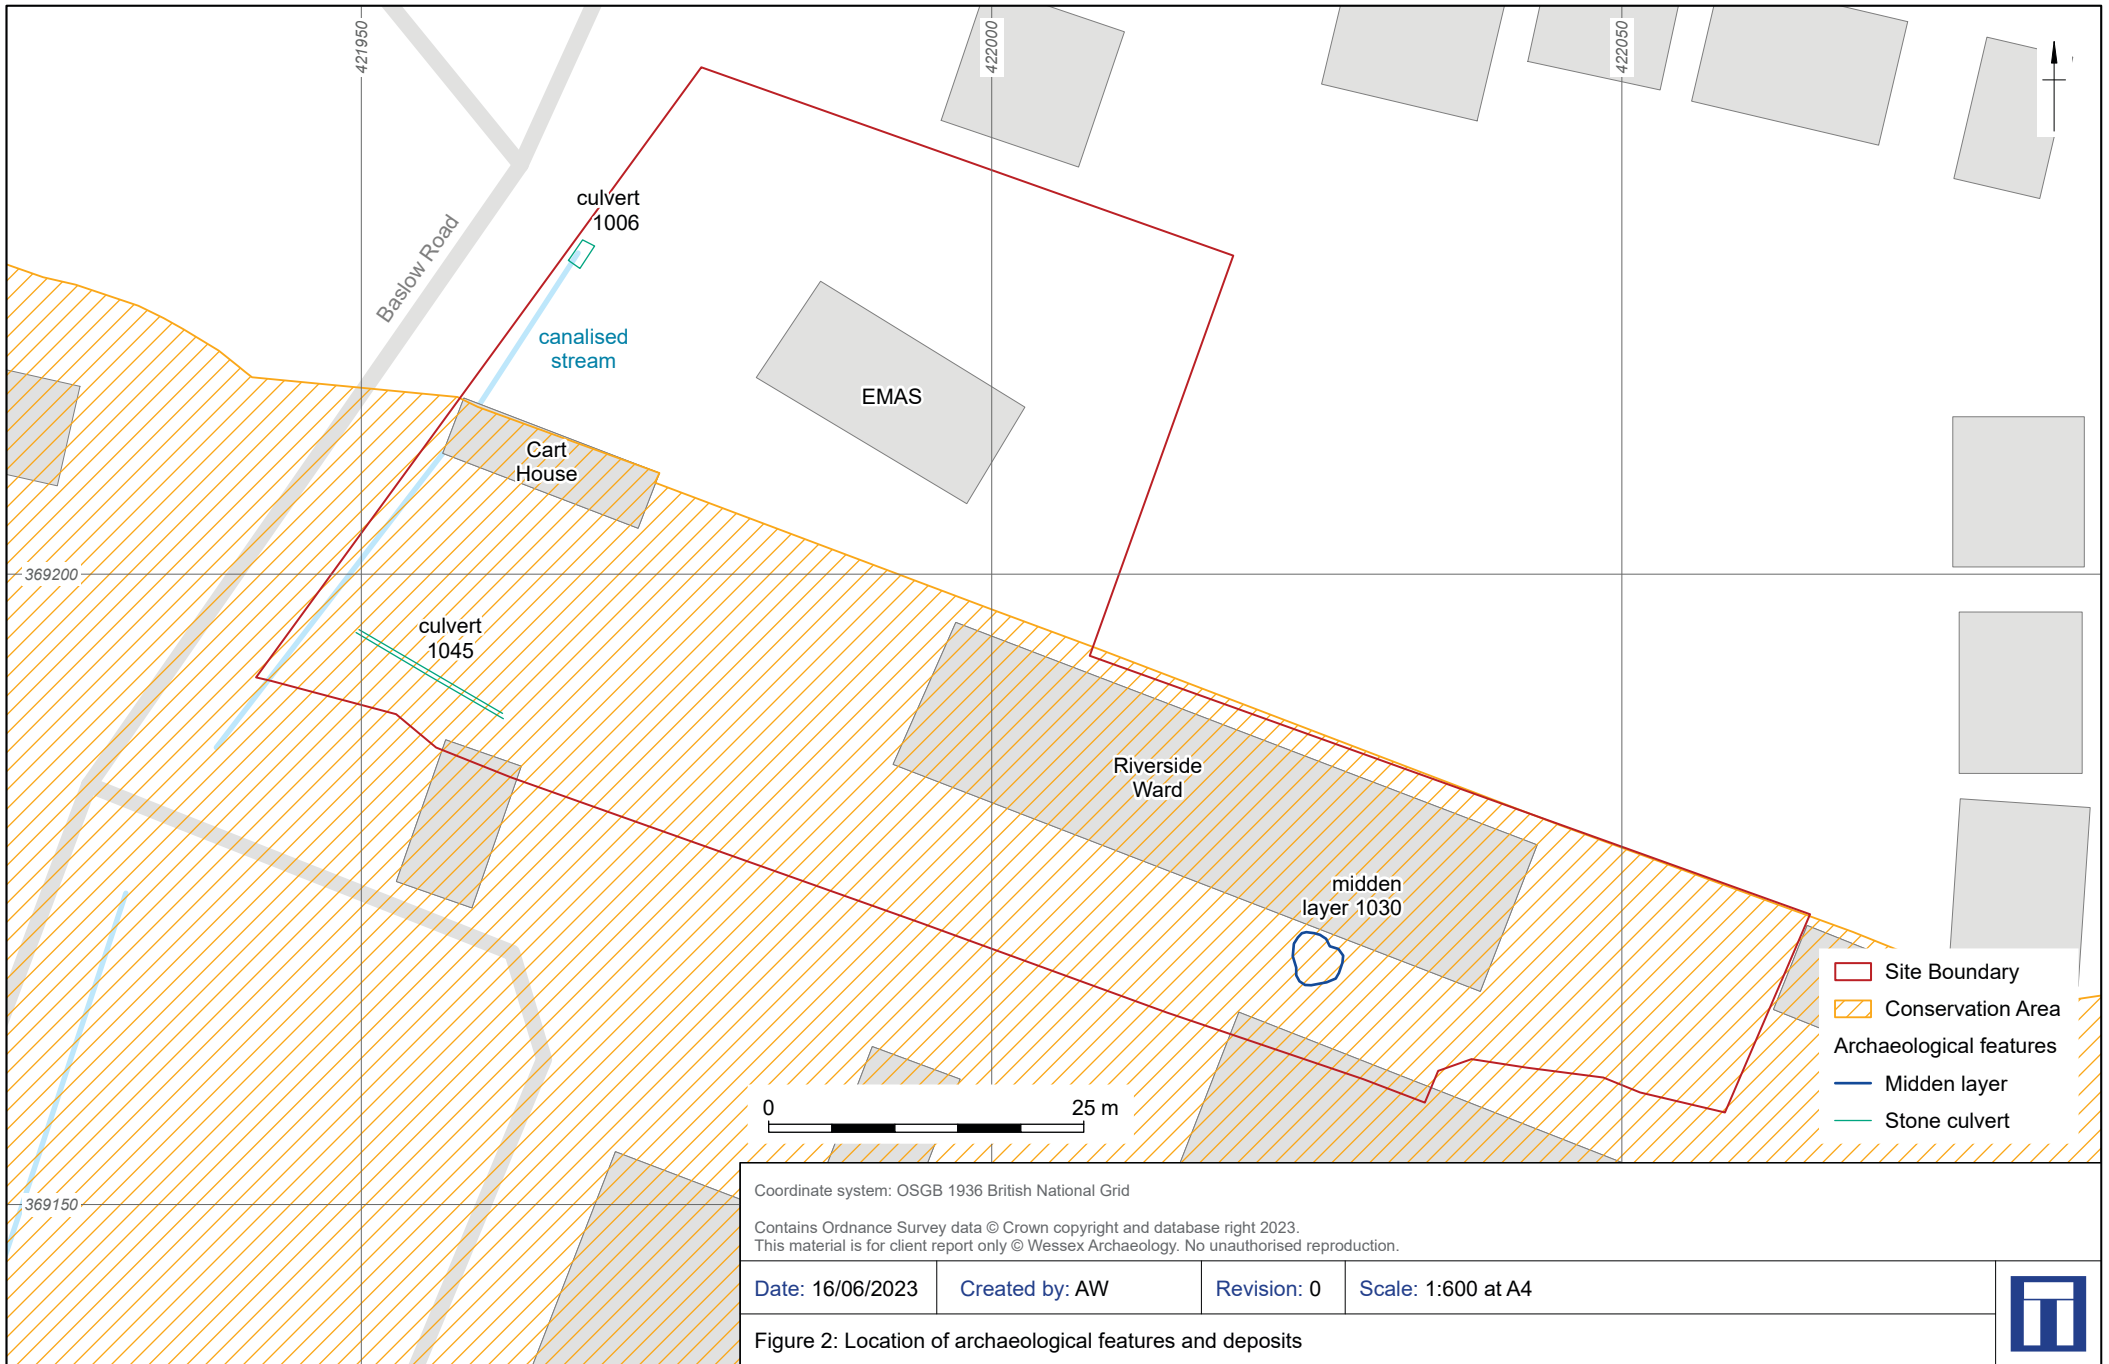 421950
422000
422050
culvert
1006
Baslow Road
canalised
stream
EMAS
Cart
House
369200
culvert
1045
Riverside
Ward
midden
layer 1030
Site Boundary
Conservation Area
Archaeological features
Midden layer
Stone culvert
0 25 m
369150
Coordinate system: OSGB 1936 British National Grid
Contains Ordnance Survey data © Crown copyright and database right 2023.
This material is for client report only © Wessex Archaeology. No unauthorised reproduction.
Date: 16/06/2023 Created by: AW Revision: 0 Scale: 1:600 at A4
Figure 2: Location of archaeological features and deposits